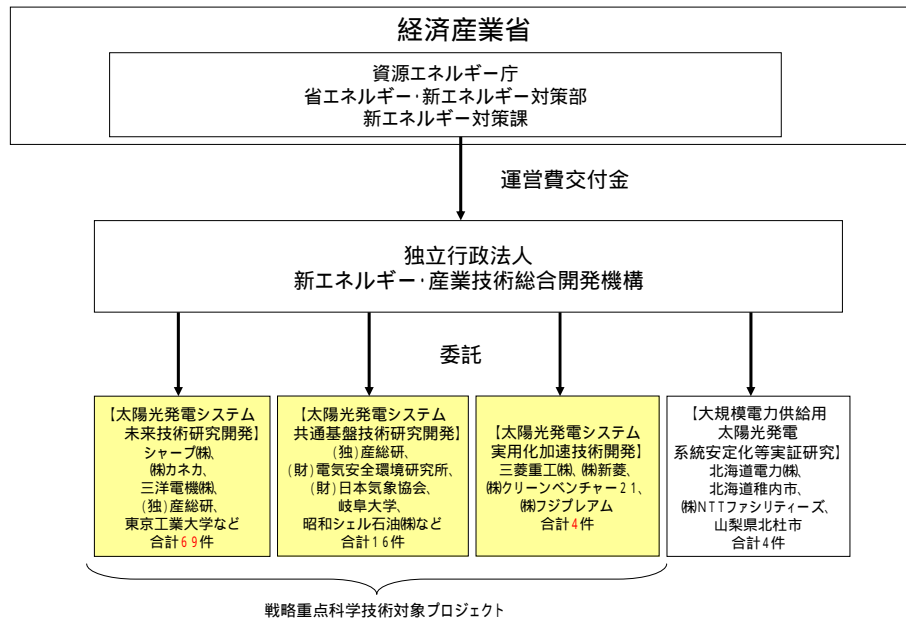 経済産業省
資源エネルギー庁
省エネルギー・新エネルギー対策部
新エネルギー対策課
運営費交付金
独立行政法人
新エネルギー・産業技術総合開発機構
委託
【太陽光発電システム
未来技術研究開発】
シャープ㈱、
㈱カネカ、
三洋電機㈱、
(独)産総研、
東京工業大学など
合計69件
【太陽光発電システム
共通基盤技術研究開発】
(独)産総研、
(財)電気安全環境研究所、
(財)日本気象協会、
岐阜大学、
昭和シェル石油㈱など
合計16件
【太陽光発電システム
実用化加速技術開発】
三菱重工㈱、㈱新菱、
㈱クリーンベンチャー21、
㈱フジプレアム
合計4件
【大規模電力供給用
太陽光発電
系統安定化等実証研究】
北海道電力㈱、
北海道稚内市、
㈱NTTファシリティーズ、
山梨県北杜市
合計4件
戦略重点科学技術対象プロジェクト